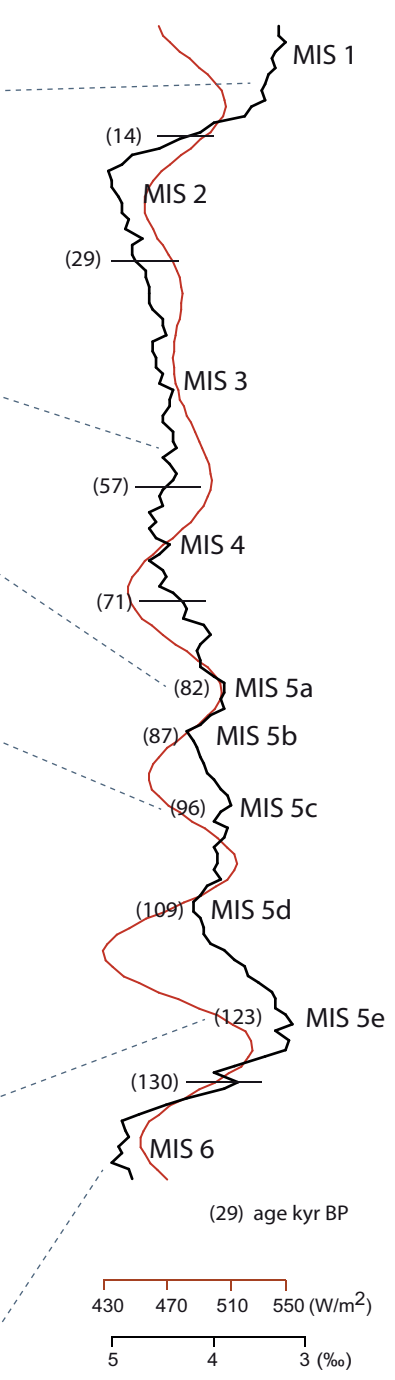 MIS 1
(14)
MIS 2
(29)
MIS 3
(57)
MIS 4
(71)
(82) MIS 5a
(87) MIS 5b
(96) MIS 5c
(109) MIS 5d
(123) MIS 5e
(130)
MIS 6
(29) age kyr BP
430 470 510 550 (W/m²)
5 4 3 (‰)